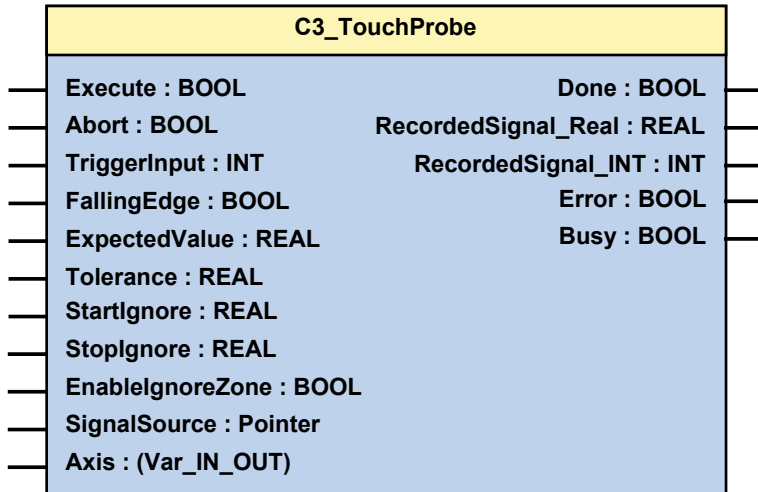 C3_TouchProbe
Execute : BOOL Done : BOOL
Abort : BOOL RecordedSignal_Real : REAL
TriggerInput : INT RecordedSignal_INT : INT
FallingEdge : BOOL Error : BOOL
ExpectedValue : REAL Busy : BOOL
Tolerance : REAL
StartIgnore : REAL
StopIgnore : REAL
EnableIgnoreZone : BOOL
SignalSource : Pointer
Axis : (Var_IN_OUT)